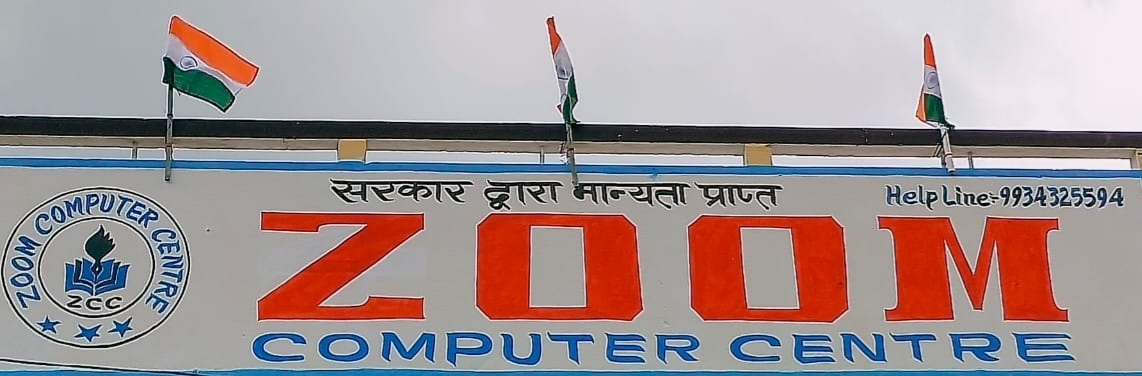 ZOOM COMPUTER CENTRE
ZCC
सरकार द्वारा मान्यता प्राप्त
Help Line:-9934325594
ZOOM
COMPUTER CENTRE